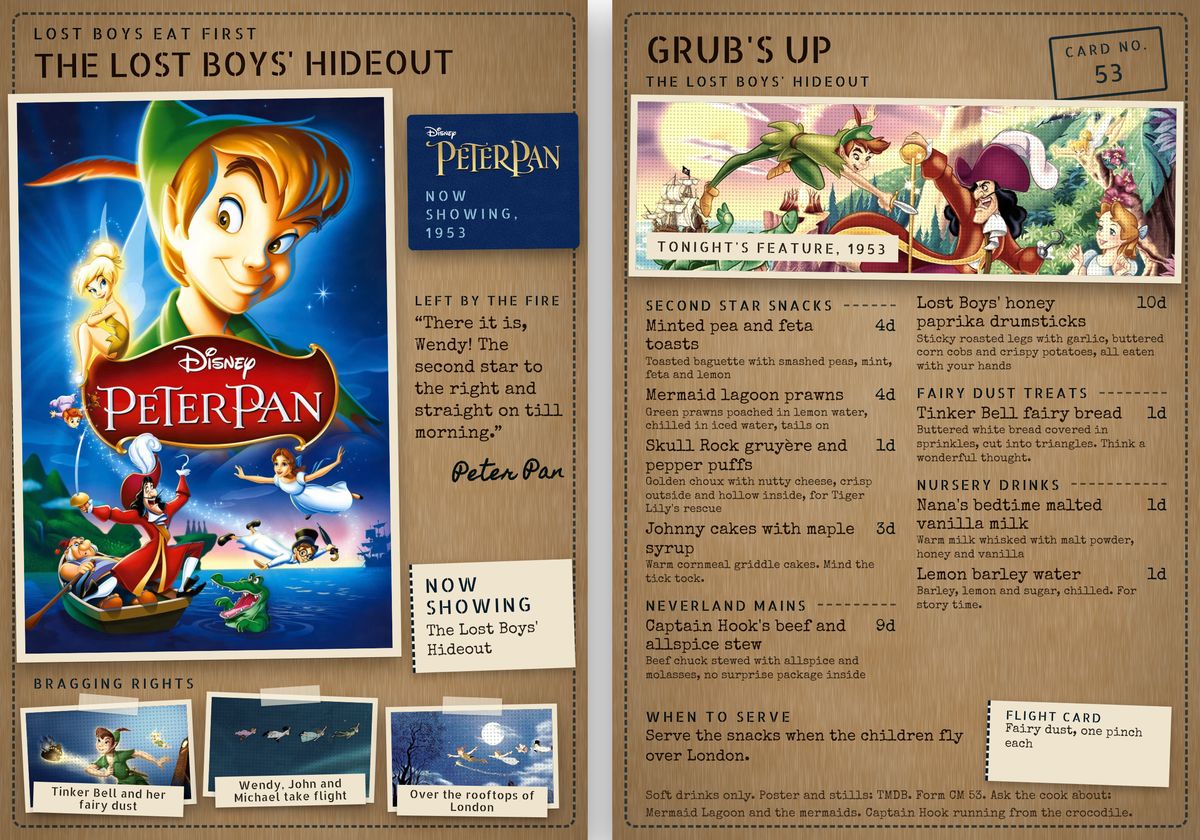 LOST BOYS EAT FIRST
THE LOST BOYS' HIDEOUT
Disney
PETER PAN
Disney
PETER PAN
NOW
SHOWING,
1953
LEFT BY THE FIRE
“There it is,
Wendy! The
second star to
the right and
straight on till
morning.”
Peter Pan
NOW
SHOWING
The Lost Boys'
Hideout
BRAGGING RIGHTS
Tinker Bell and her
fairy dust
Wendy, John and
Michael take flight
Over the rooftops of
London
GRUB'S UP
THE LOST BOYS' HIDEOUT
CARD NO.
53
TONIGHT'S FEATURE, 1953
SECOND STAR SNACKS
Minted pea and feta 4d
toasts
Toasted baguette with smashed peas, mint,
feta and lemon
Mermaid lagoon prawns 4d
Green prawns poached in lemon water,
chilled in iced water, tails on
Skull Rock gruyère and 1d
pepper puffs
Golden choux with nutty cheese, crisp
outside and hollow inside, for Tiger
Lily's rescue
Johnny cakes with maple 3d
syrup
Warm cornmeal griddle cakes. Mind the
tick tock.
NEVERLAND MAINS
Captain Hook's beef and 9d
allspice stew
Beef chuck stewed with allspice and
molasses, no surprise package inside
Lost Boys' honey 10d
paprika drumsticks
Sticky roasted legs with garlic, buttered
corn cobs and crispy potatoes, all eaten
with your hands
FAIRY DUST TREATS
Tinker Bell fairy bread 1d
Buttered white bread covered in
sprinkles, cut into triangles. Think a
wonderful thought.
NURSERY DRINKS
Nana's bedtime malted 1d
vanilla milk
Warm milk whisked with malt powder,
honey and vanilla
Lemon barley water 1d
Barley, lemon and sugar, chilled. For
story time.
WHEN TO SERVE
Serve the snacks when the children fly
over London.
FLIGHT CARD
Fairy dust, one pinch
each
Soft drinks only. Poster and stills: TMDB. Form CM 53. Ask the cook about:
Mermaid Lagoon and the mermaids. Captain Hook running from the crocodile.